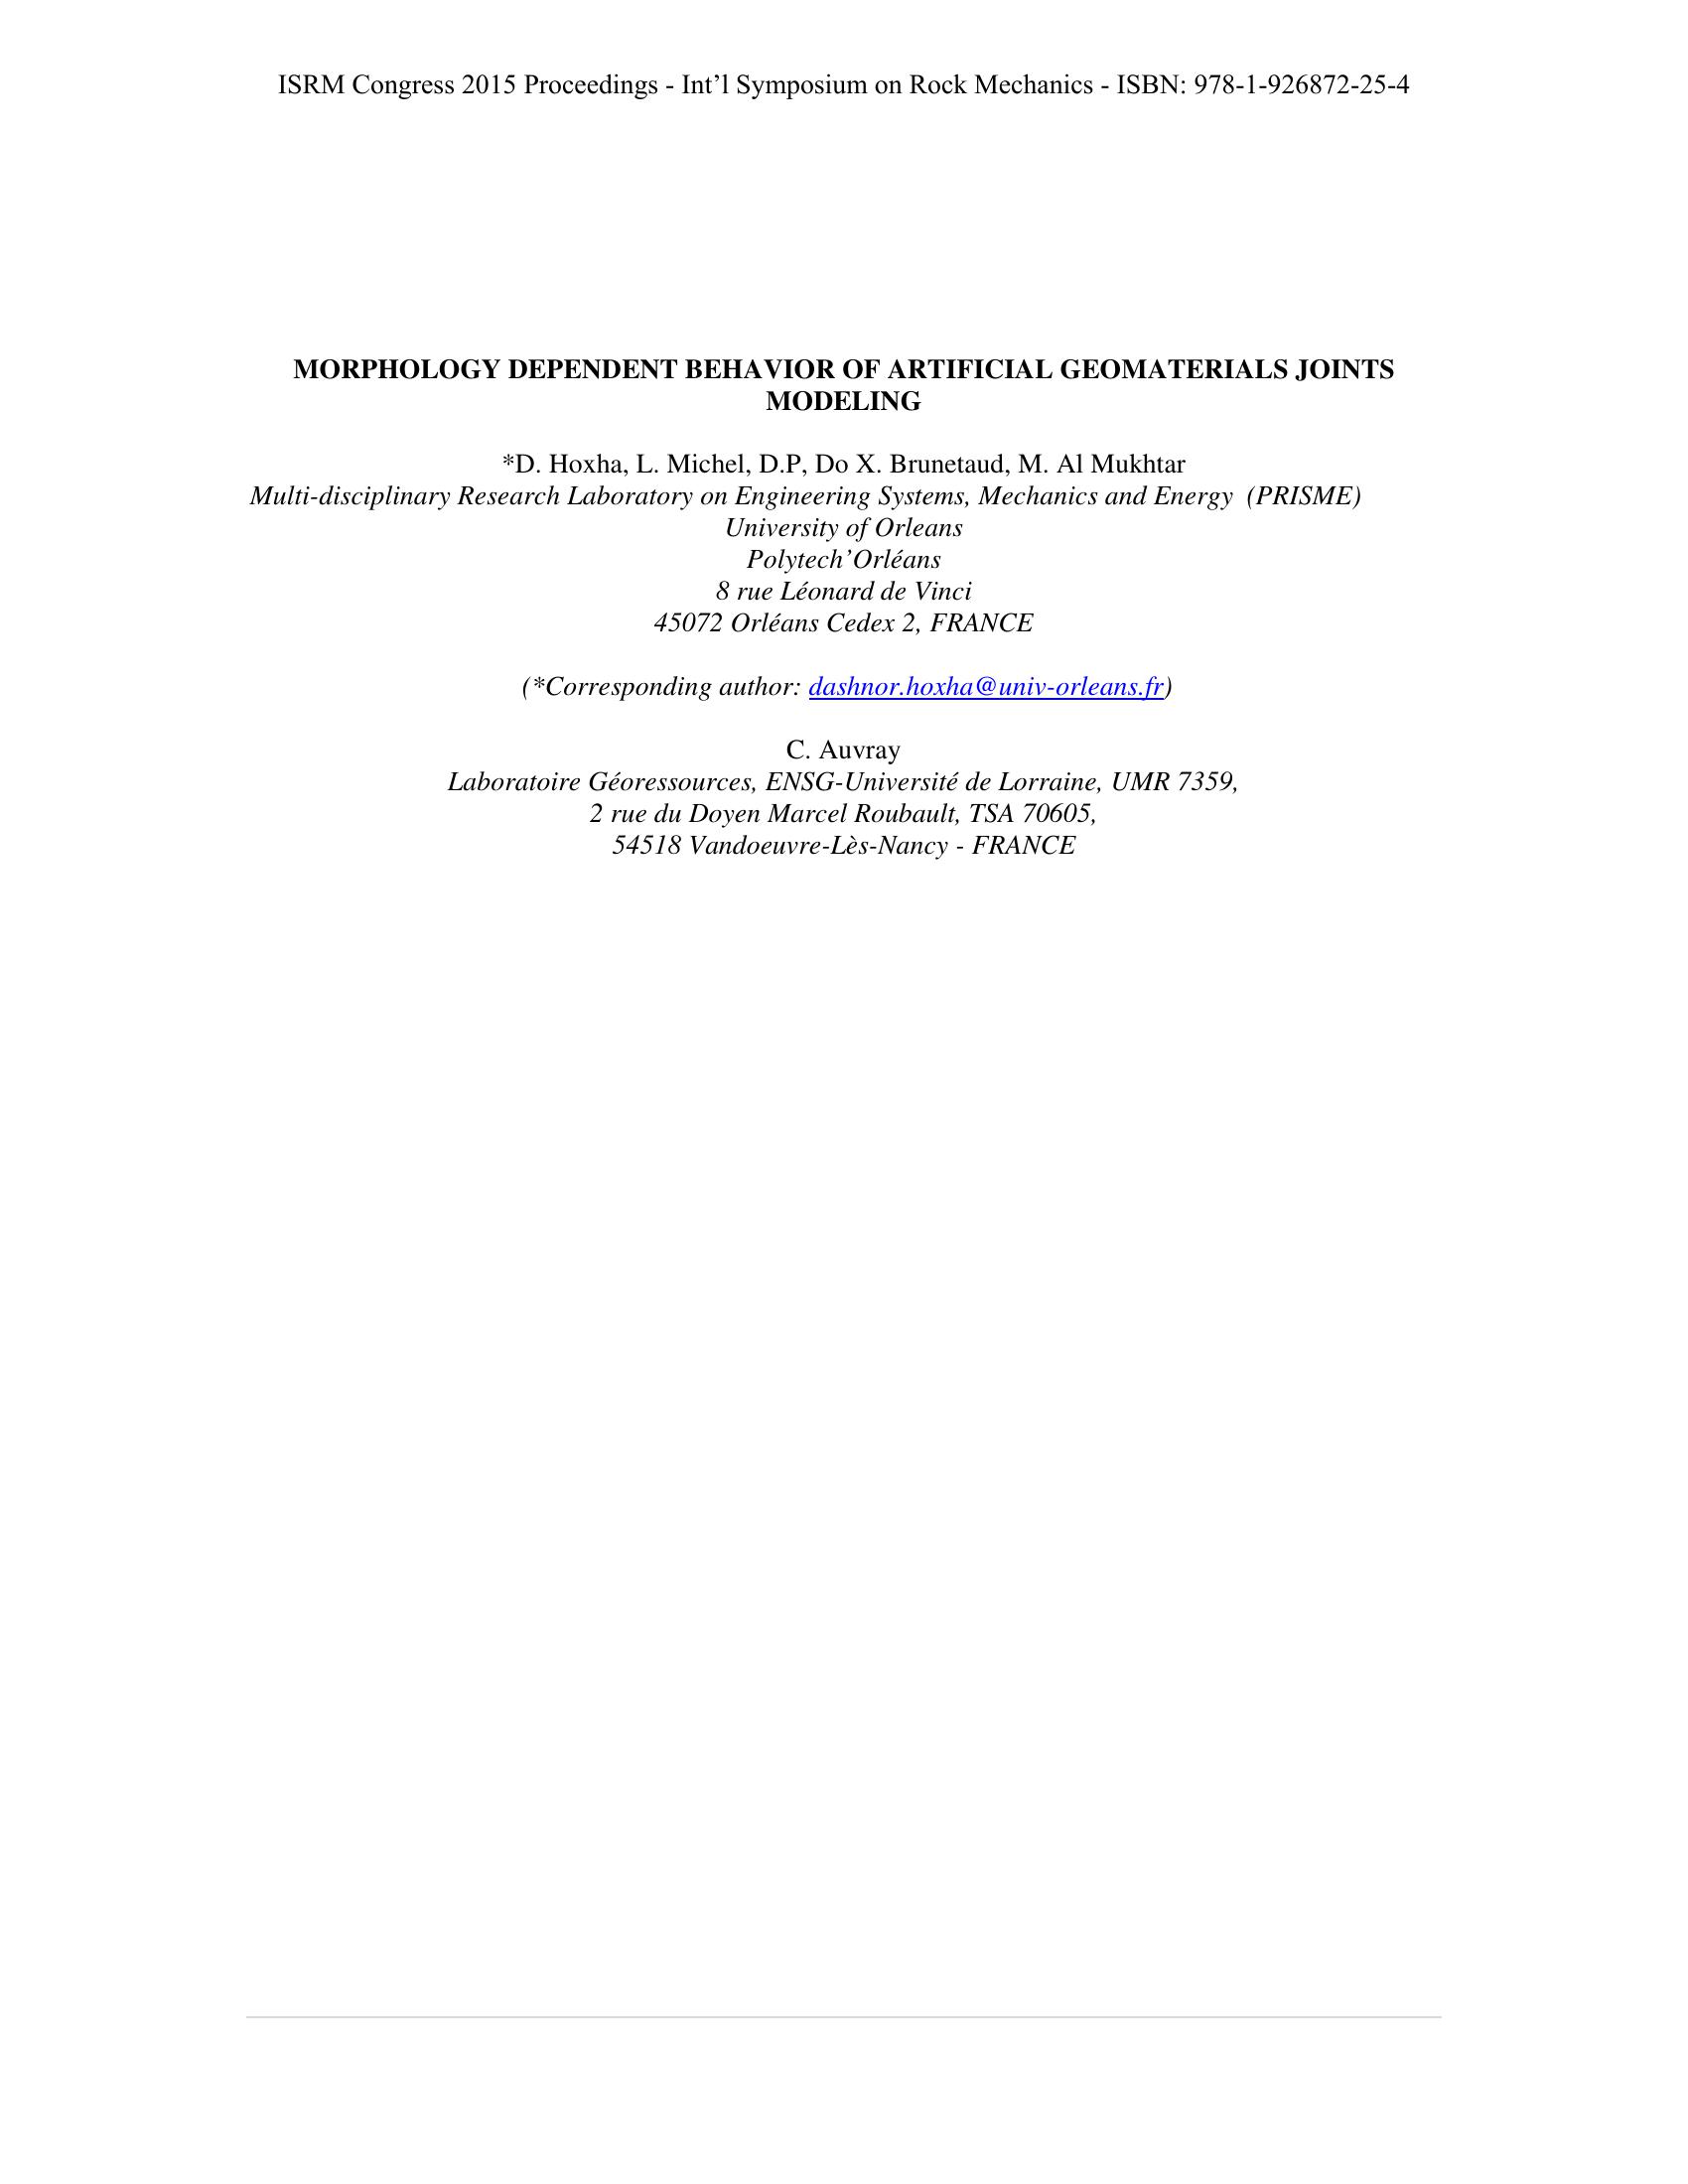 ISRM Congress 2015 Proceedings - Int’l Symposium on Rock Mechanics - ISBN: 978-1-926872-25-4
MORPHOLOGY DEPENDENT BEHAVIOR OF ARTIFICIAL GEOMATERIALS JOINTS
MODELING
*D. Hoxha, L. Michel, D.P, Do X. Brunetaud, M. Al Mukhtar
Multi-disciplinary Research Laboratory on Engineering Systems, Mechanics and Energy (PRISME)
University of Orleans
Polytech’Orléans
8 rue Léonard de Vinci
45072 Orléans Cedex 2, FRANCE
(*Corresponding author: dashnor.hoxha@univ-orleans.fr)
C. Auvray
Laboratoire Géoressources, ENSG-Université de Lorraine, UMR 7359,
2 rue du Doyen Marcel Roubault, TSA 70605,
54518 Vandoeuvre-Lès-Nancy - FRANCE